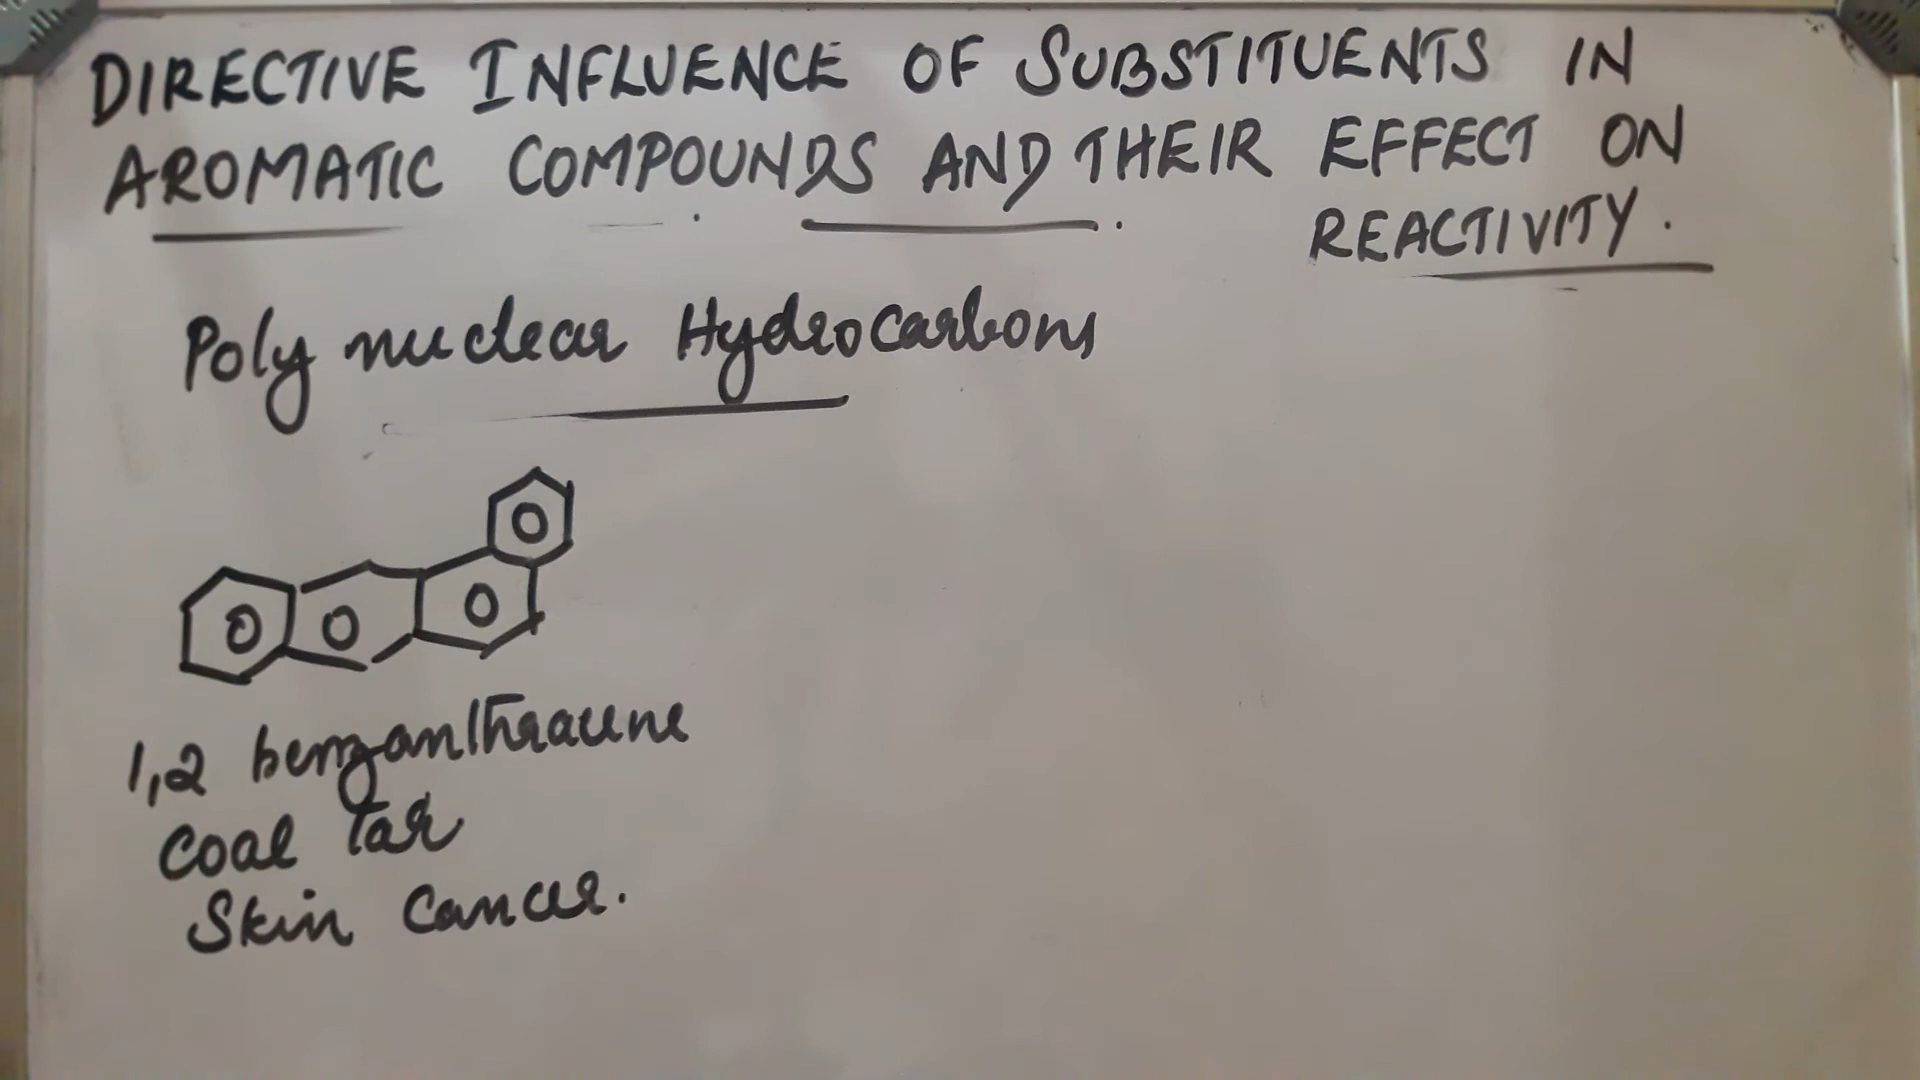 DIRECTIVE INFLUENCE OF SUBSTITUENTS IN
AROMATIC COMPOUNDS AND THEIR EFFECT ON
REACTIVITY.
Poly nuclear Hydrocarbons
1,2 benzanthracene
Coal Tar
Skin Cancer.